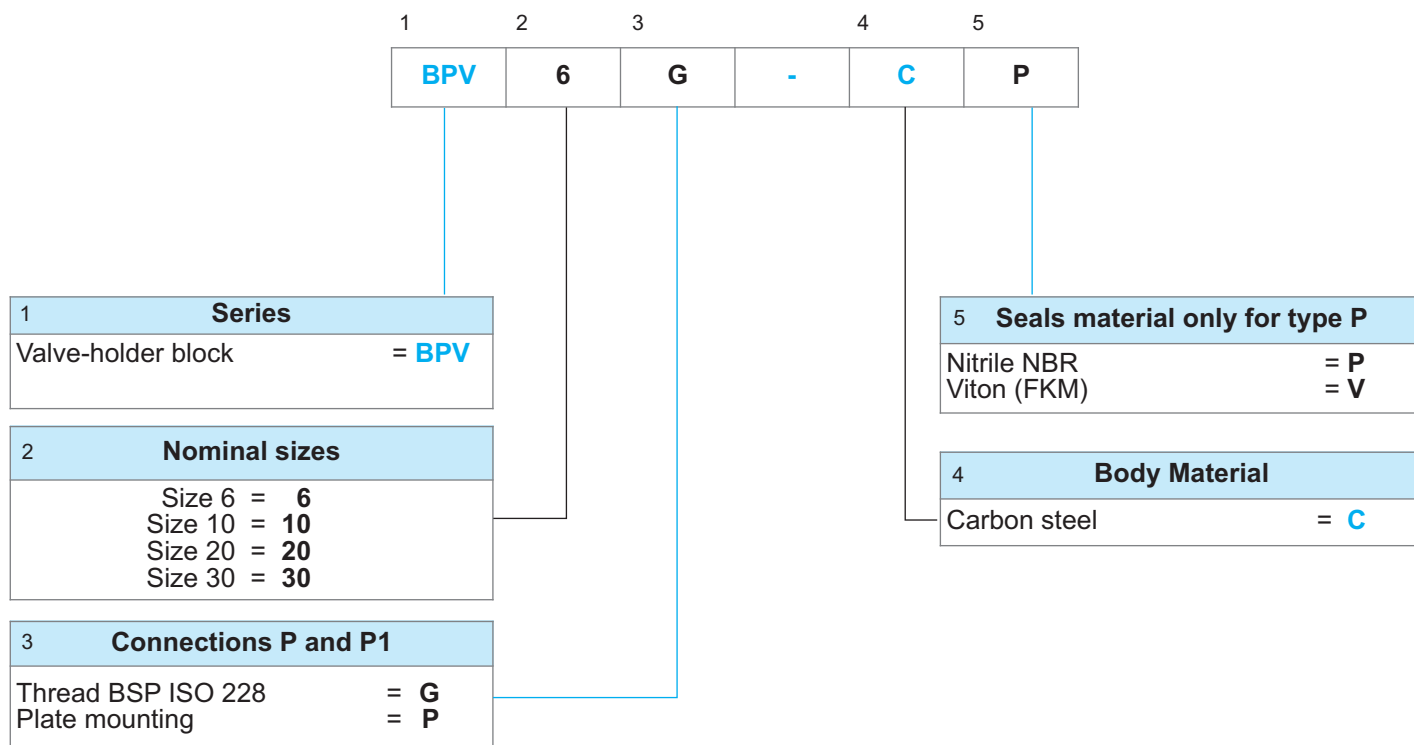 1 2 3 4 5
BPV 6 G - C P
1 Series
Valve-holder block = BPV
2 Nominal sizes
Size 6 = 6
Size 10 = 10
Size 20 = 20
Size 30 = 30
3 Connections P and P1
Thread BSP ISO 228 = G
Plate mounting = P
5 Seals material only for type P
Nitrile NBR = P
Viton (FKM) = V
4 Body Material
Carbon steel = C